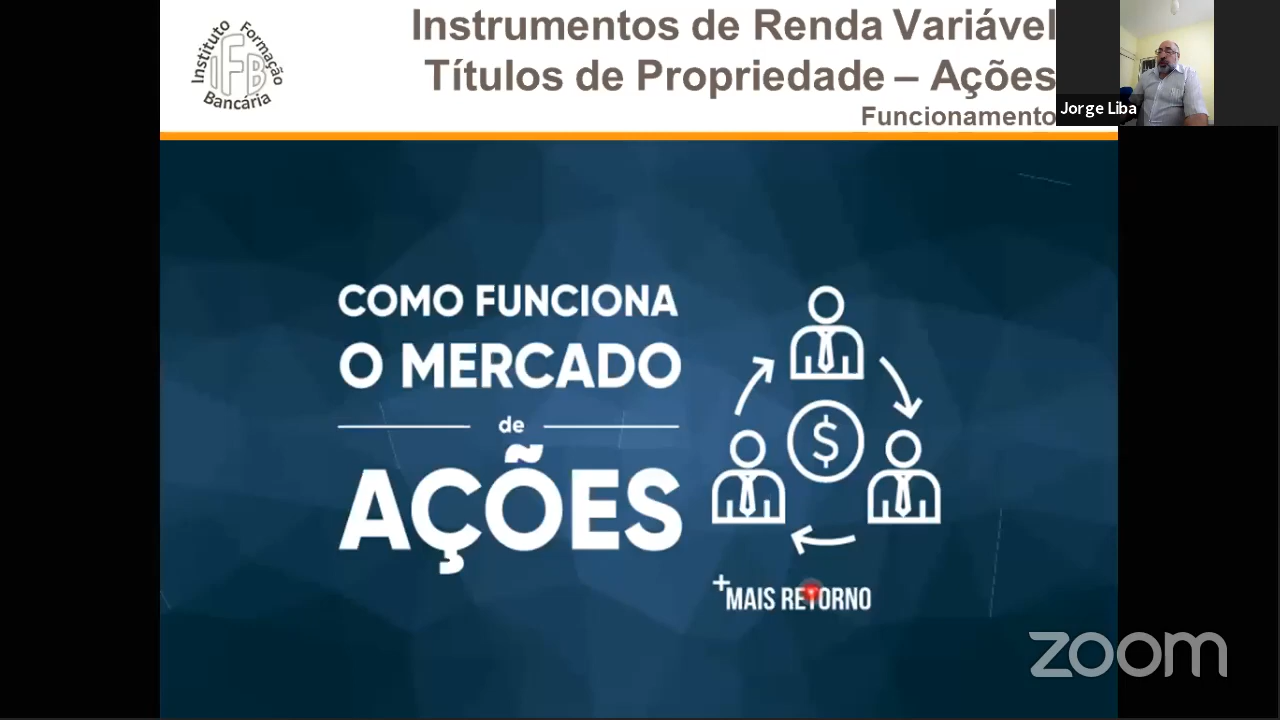 Instituto Formação
IFB
Bancária
Instrumentos de Renda Variável
Títulos de Propriedade – Ações
Funcionamento
Jorge Liba
COMO FUNCIONA
O MERCADO
de
AÇÕES
$
+MAIS RETORNO
zoom